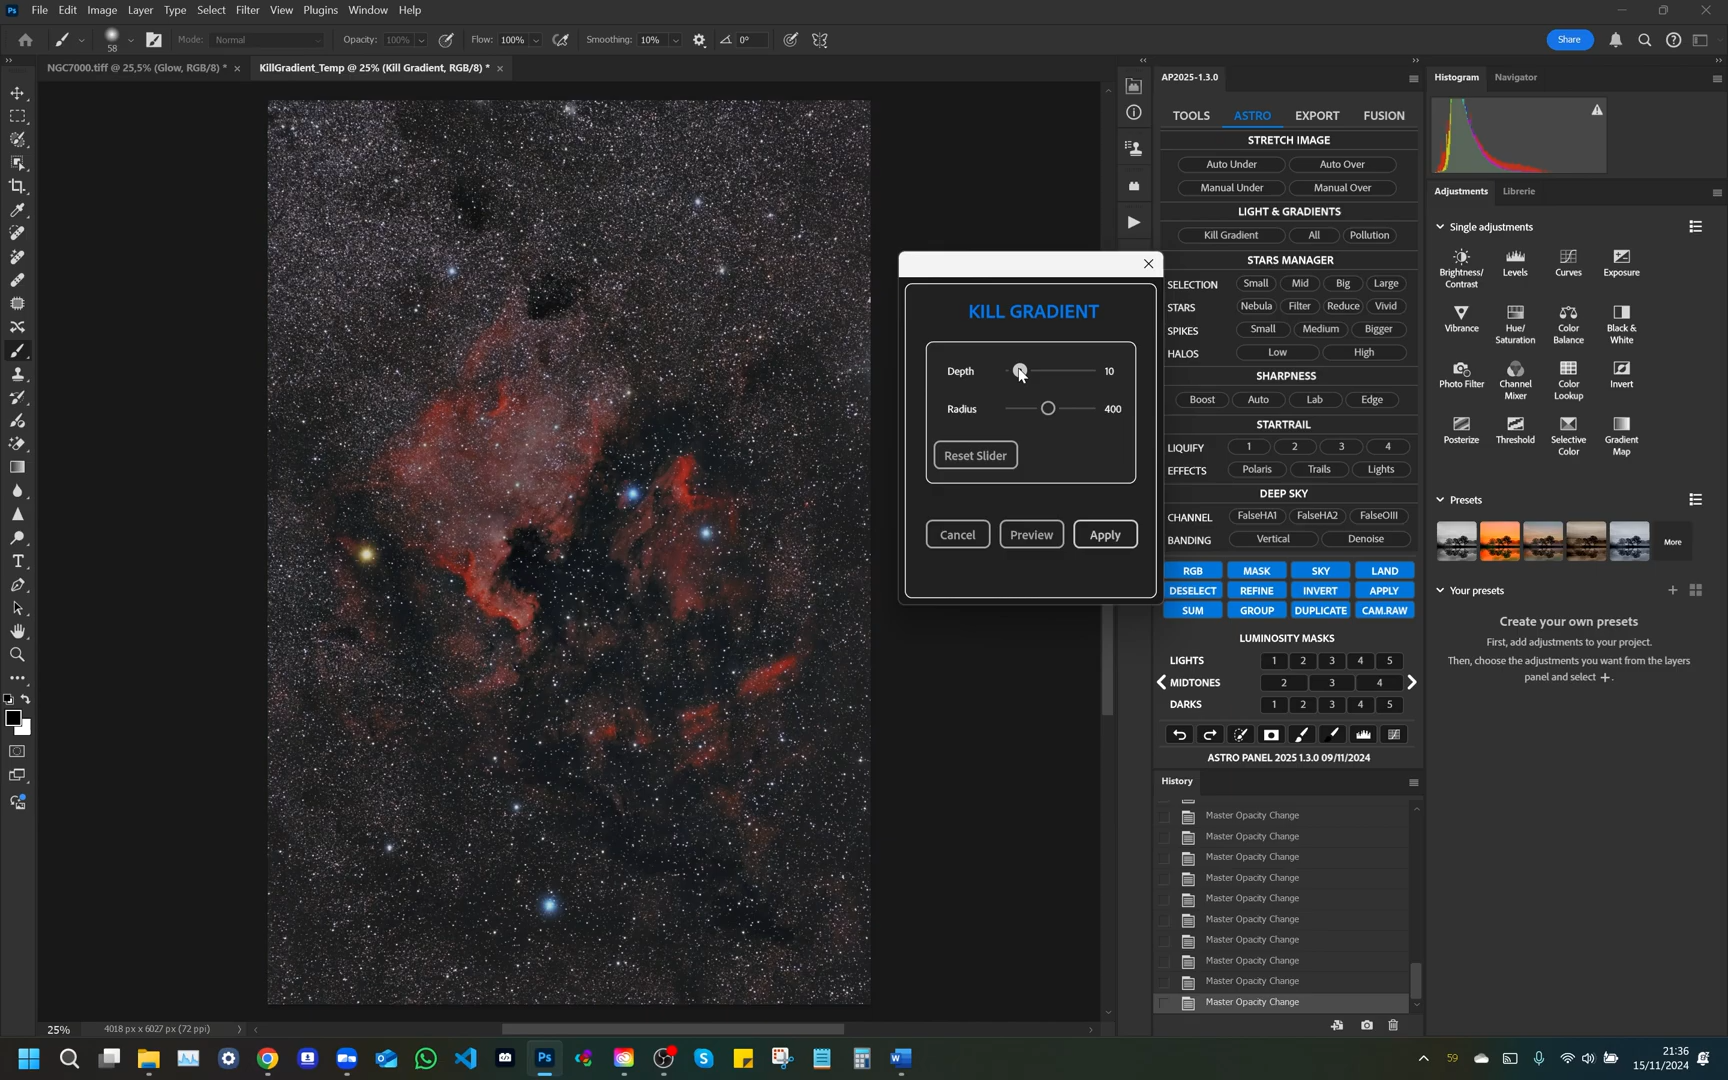 Ps File Edit Image Layer Type Select Filter View Plugins Window Help
58 Mode: Normal Opacity: 100% Flow: 100% Smoothing: 10% 0° Share
NGC7000.tiff @ 25,5% (Glow, RGB/8) * × KillGradient_Temp @ 25% (Kill Gradient, RGB/8) * ×
AP2025-1.3.0
TOOLS ASTRO EXPORT FUSION
STRETCH IMAGE
Auto Under Auto Over
Manual Under Manual Over
LIGHT & GRADIENTS
Kill Gradient All Pollution
STARS MANAGER
SELECTION Small Mid Big Large
STARS Nebula Filter Reduce Vivid
SPIKES Small Medium Bigger
HALOS Low High
SHARPNESS
Boost Auto Lab Edge
STARTRAIL
LIQUIFY 1 2 3 4
EFFECTS Polaris Trails Lights
DEEP SKY
CHANNEL FalseHA1 FalseHA2 FalseOIII
BANDING Vertical Denoise
RGB MASK SKY LAND
DESELECT REFINE INVERT APPLY
SUM GROUP DUPLICATE CAM.RAW
LUMINOSITY MASKS
LIGHTS 1 2 3 4 5
MIDTONES 2 3 4
DARKS 1 2 3 4 5
ASTRO PANEL 2025 1.3.0 09/11/2024
KILL GRADIENT
Depth 10
Radius 400
Reset Slider
Cancel Preview Apply
History
Master Opacity Change
Master Opacity Change
Master Opacity Change
Master Opacity Change
Master Opacity Change
Master Opacity Change
Master Opacity Change
Master Opacity Change
Master Opacity Change
Master Opacity Change
Histogram Navigator
Adjustments Librerie
Single adjustments
Brightness/
Contrast
Levels
Curves
Exposure
Vibrance
Hue/
Saturation
Color
Balance
Black &
White
Photo Filter
Channel
Mixer
Color
Lookup
Invert
Posterize
Threshold
Selective
Color
Gradient
Map
Presets
More
Your presets
Create your own presets
First, add adjustments to your project.
Then, choose the adjustments you want from the layers
panel and select +.
25% 4018 px x 6027 px (72 ppi)
Ps
59
21:36
15/11/2024